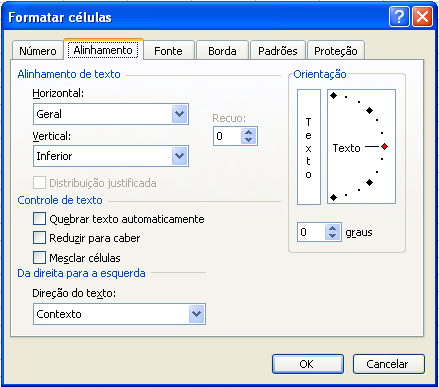 Formatar células
Número Alinhamento Fonte Borda Padrões Proteção
Alinhamento de texto
Horizontal:
Geral
Vertical:
Inferior
Recuo:
0
Distribuição justificada
Controle de texto
Quebrar texto automaticamente
Reduzir para caber
Mesclar células
Da direita para a esquerda
Direção do texto:
Contexto
Orientação
Texto
Texto
0 graus
OK Cancelar